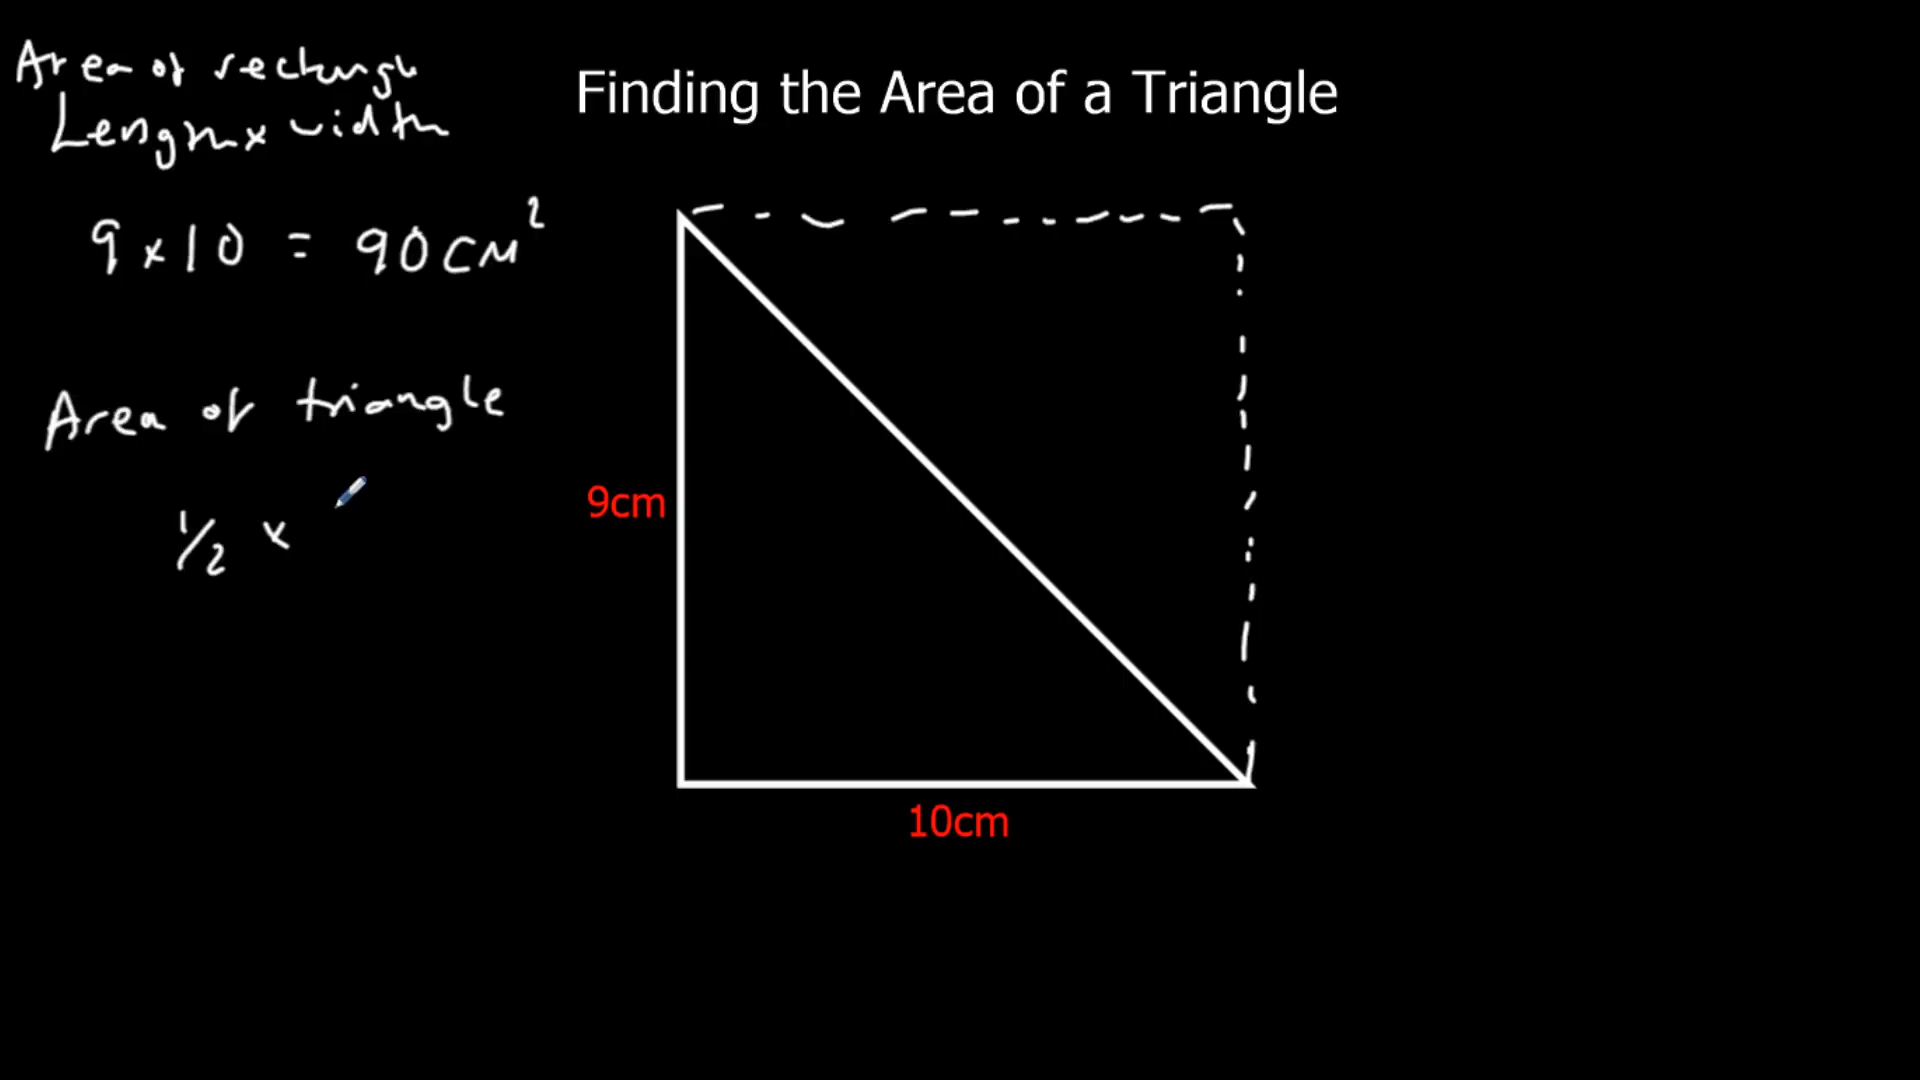 Finding the Area of a Triangle
Area of rectangle
Length x width
9 x 10 = 90cm²
Area of triangle
1/2 x
9cm
10cm